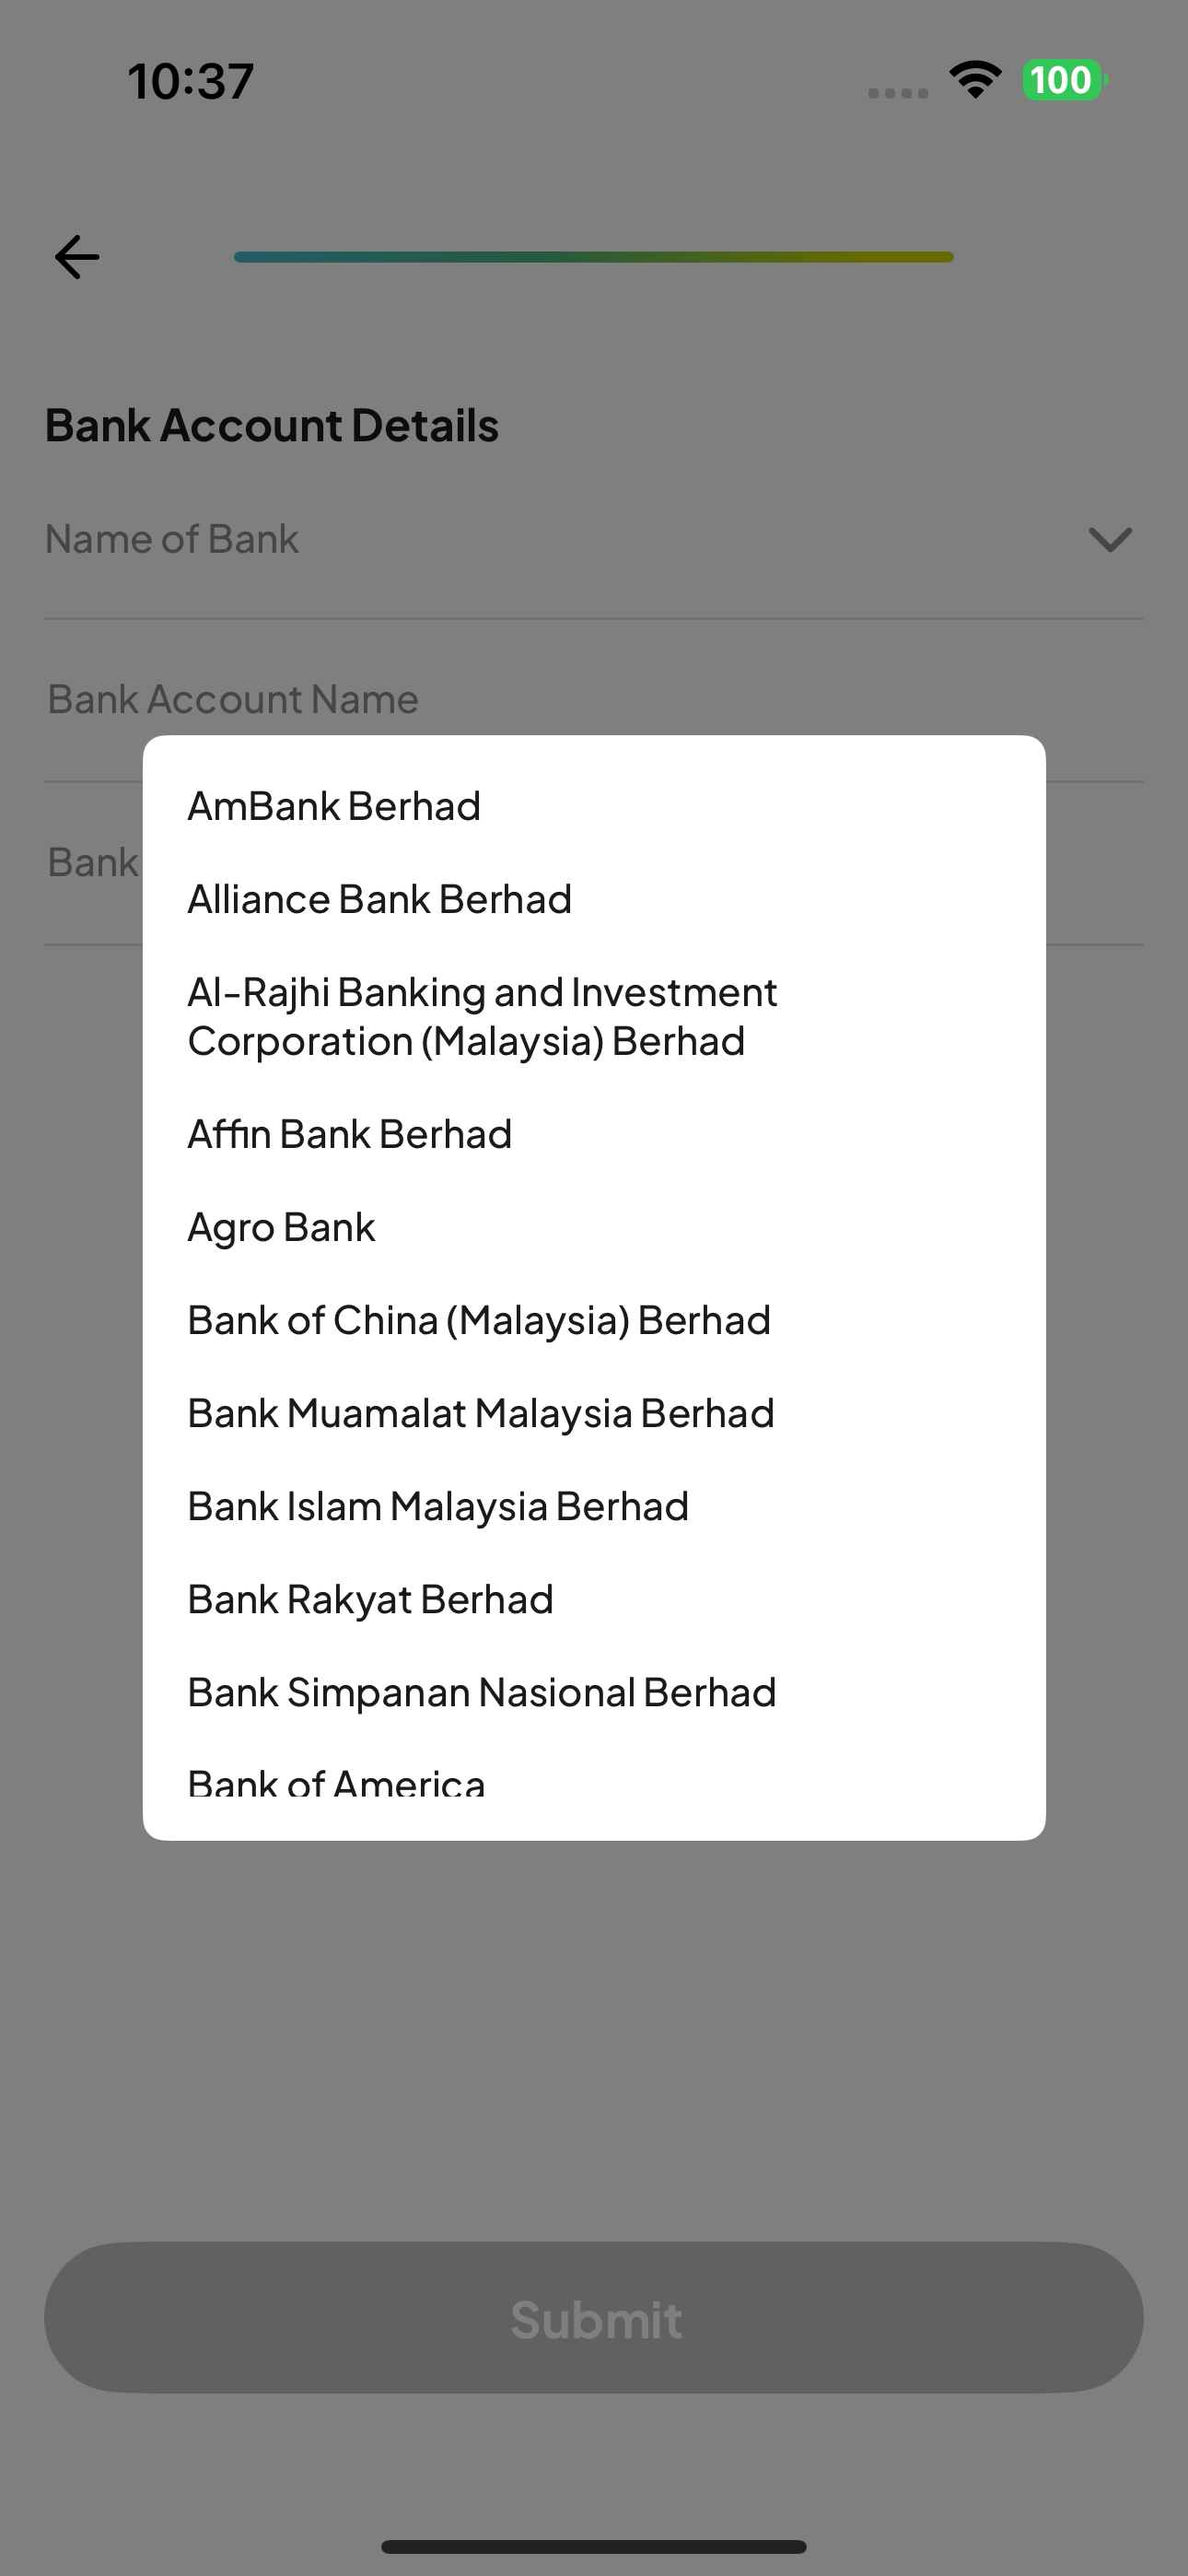 10:37
100
Bank Account Details
Name of Bank
Bank Account Name
Bank
AmBank Berhad
Alliance Bank Berhad
Al-Rajhi Banking and Investment
Corporation (Malaysia) Berhad
Affin Bank Berhad
Agro Bank
Bank of China (Malaysia) Berhad
Bank Muamalat Malaysia Berhad
Bank Islam Malaysia Berhad
Bank Rakyat Berhad
Bank Simpanan Nasional Berhad
Bank of America
Submit